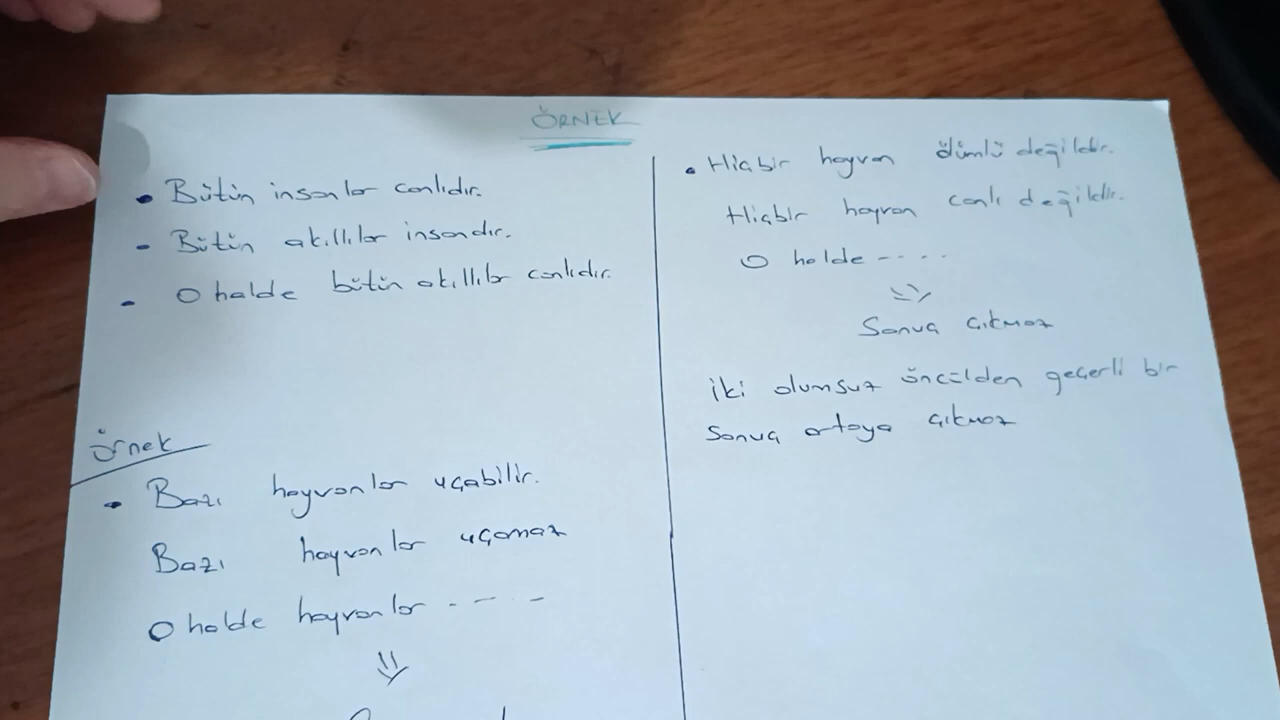 ÖRNEK
• Bütün insanlar canlıdır.
- Bütün akıllılar insandır.
- O halde bütün akıllılar canlıdır.
Örnek
• Bazı hayvanlar uçabilir.
Bazı hayvanlar uçamaz
O halde hayvanlar - - - -
• Hiçbir hayvan ölümlü değildir.
Hiçbir hayvan canlı değildir.
O halde - - - -
Sonuç çıkmaz
İki olumsuz öncülden geçerli bir
Sonuç ortaya çıkmaz